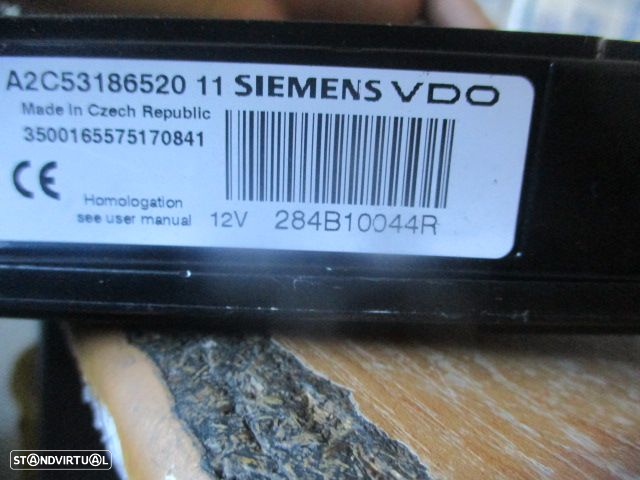 A2C53186520 11 SIEMENS VDO
Made in Czech Republic
3500165575170841
CE
Homologation
see user manual 12V 284B10044R
STANDVIRTUAL